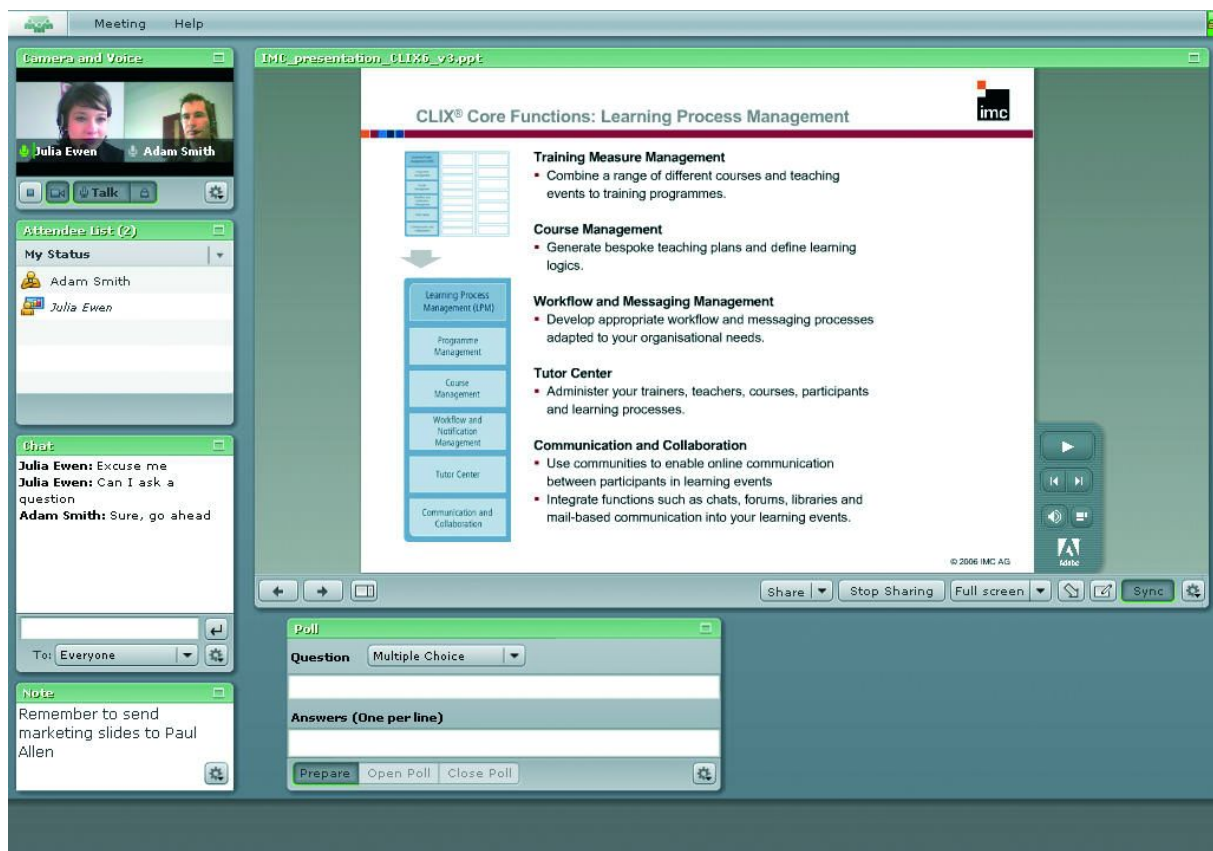 Meeting Help
Camera and Voice
Julia Ewen
Adam Smith
Talk
Attendee List (2)
My Status
Adam Smith
Julia Ewen
Chat
Julia Ewen: Excuse me
Julia Ewen: Can I ask a
question
Adam Smith: Sure, go ahead
To: Everyone
Note
Remember to send
marketing slides to Paul
Allen
IMC_presentation_CLIX6_v3.ppt
CLIX® Core Functions: Learning Process Management
imc
Training Measure Management
Combine a range of different courses and teaching
events to training programmes.
Course Management
Generate bespoke teaching plans and define learning
logics.
Workflow and Messaging Management
Develop appropriate workflow and messaging processes
adapted to your organisational needs.
Tutor Center
Administer your trainers, teachers, courses, participants
and learning processes.
Communication and Collaboration
Use communities to enable online communication
between participants in learning events
Integrate functions such as chats, forums, libraries and
mail-based communication into your learning events.
Learning Process
Management (LPM)
Programme
Management
Course
Management
Workflow and
Notification
Management
Tutor Center
Communication and
Collaboration
© 2006 IMC AG
Adobe
Share
Stop Sharing
Full screen
Sync
Poll
Question Multiple Choice
Answers (One per line)
Prepare Open Poll Close Poll